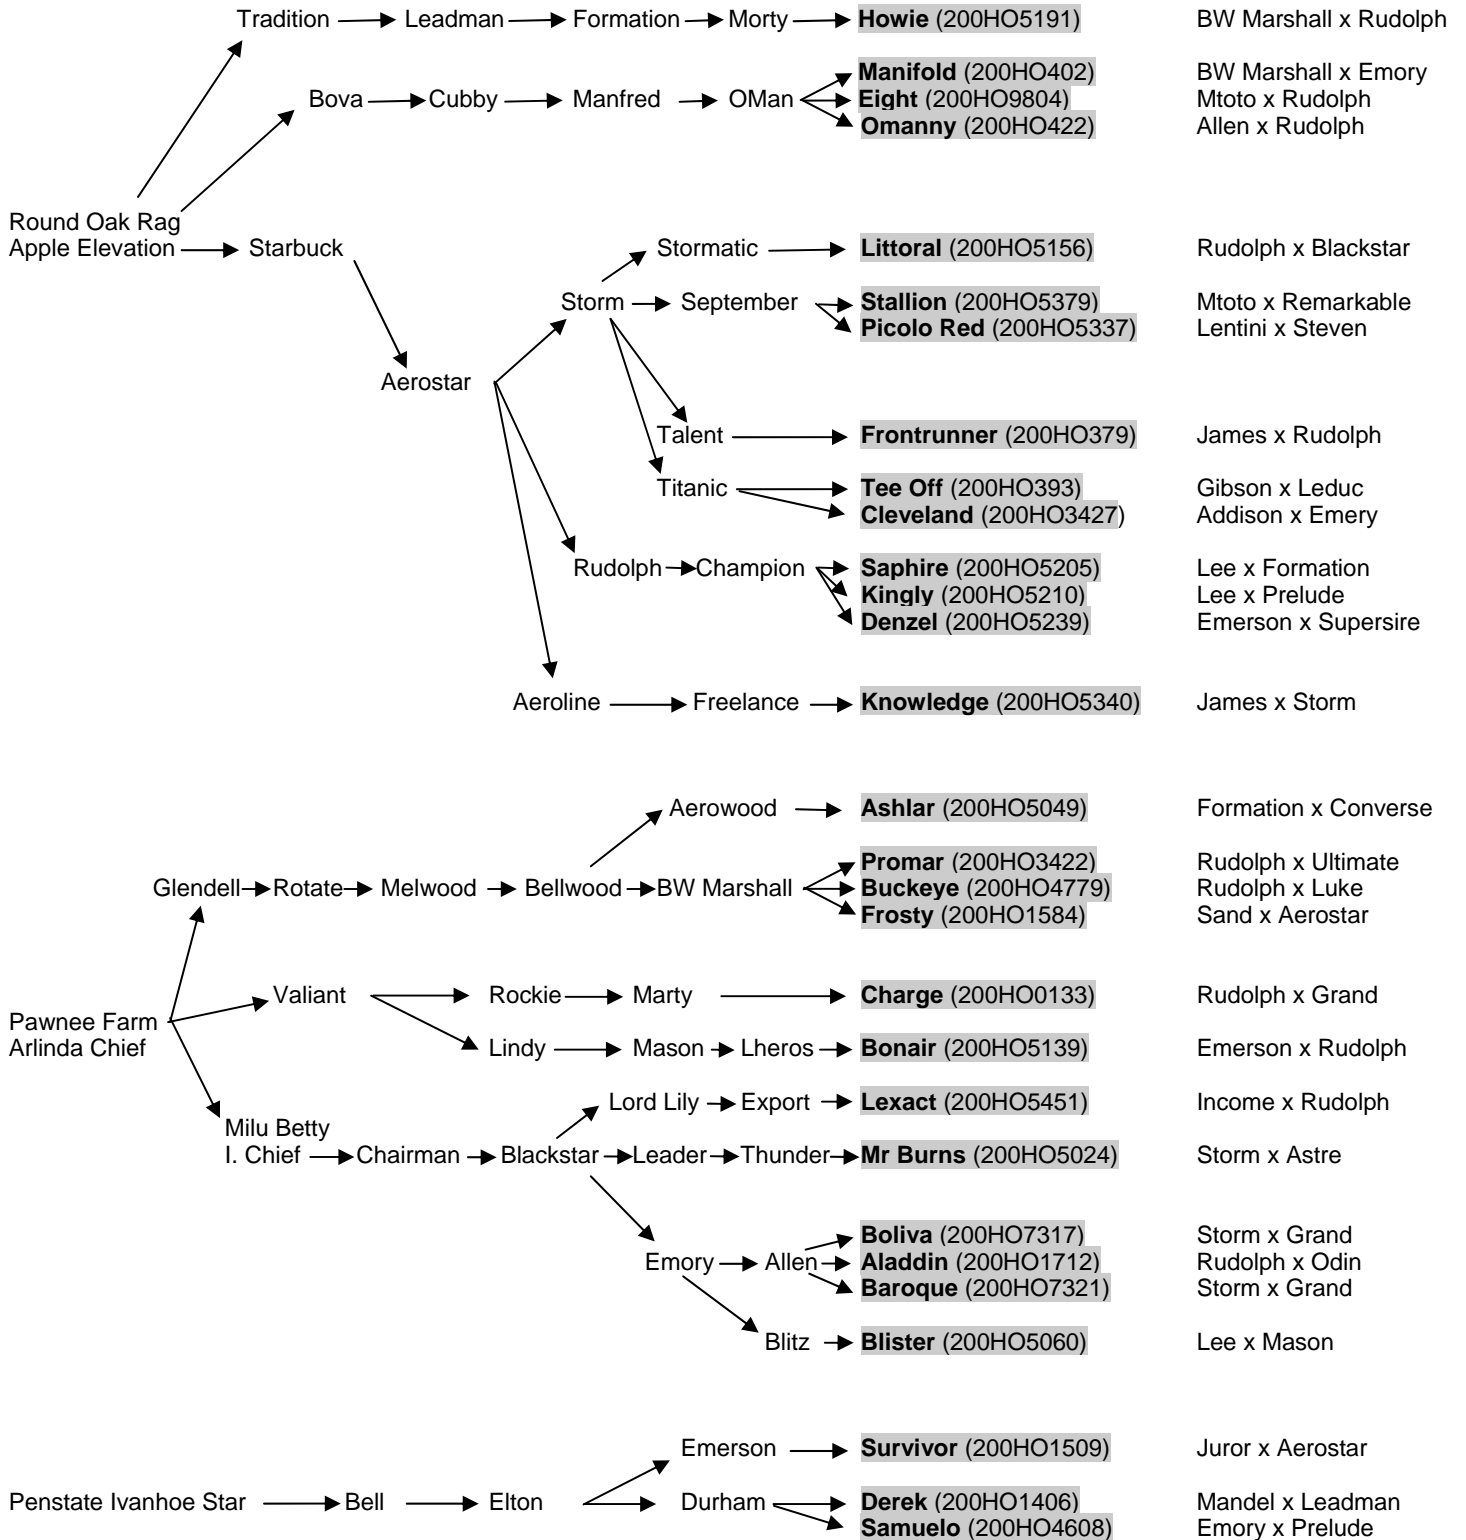 Tradition Leadman Formation Morty Howie (200HO5191) BW Marshall x Rudolph
Manifold (200HO402) BW Marshall x Emory
Bova Cubby Manfred OMan Eight (200HO9804) Mtoto x Rudolph
Omanny (200HO422) Allen x Rudolph
Round Oak Rag
Apple Elevation Starbuck Stormatic Littoral (200HO5156) Rudolph x Blackstar
Storm September Stallion (200HO5379) Mtoto x Remarkable
Picolo Red (200HO5337) Lentini x Steven
Aerostar
Talent Frontrunner (200HO379) James x Rudolph
Titanic Tee Off (200HO393) Gibson x Leduc
Cleveland (200HO3427) Addison x Emery
Rudolph Champion Saphire (200HO5205) Lee x Formation
Kingly (200HO5210) Lee x Prelude
Denzel (200HO5239) Emerson x Supersire
Aeroline Freelance Knowledge (200HO5340) James x Storm
Aerowood Ashlar (200HO5049) Formation x Converse
Promar (200HO3422) Rudolph x Ultimate
Glendell Rotate Melwood Bellwood BW Marshall Buckeye (200HO4779) Rudolph x Luke
Frosty (200HO1584) Sand x Aerostar
Valiant Rockie Marty Charge (200HO0133) Rudolph x Grand
Pawnee Farm
Arlinda Chief Lindy Mason Lheros Bonair (200HO5139) Emerson x Rudolph
Lord Lily Export Lexact (200HO5451) Income x Rudolph
Milu Betty
I. Chief Chairman Blackstar Leader Thunder Mr Burns (200HO5024) Storm x Astre
Boliva (200HO7317) Storm x Grand
Emory Allen Aladdin (200HO1712) Rudolph x Odin
Baroque (200HO7321) Storm x Grand
Blitz Blister (200HO5060) Lee x Mason
Emerson Survivor (200HO1509) Juror x Aerostar
Penstate Ivanhoe Star Bell Elton Durham Derek (200HO1406) Mandel x Leadman
Samuelo (200HO4608) Emory x Prelude